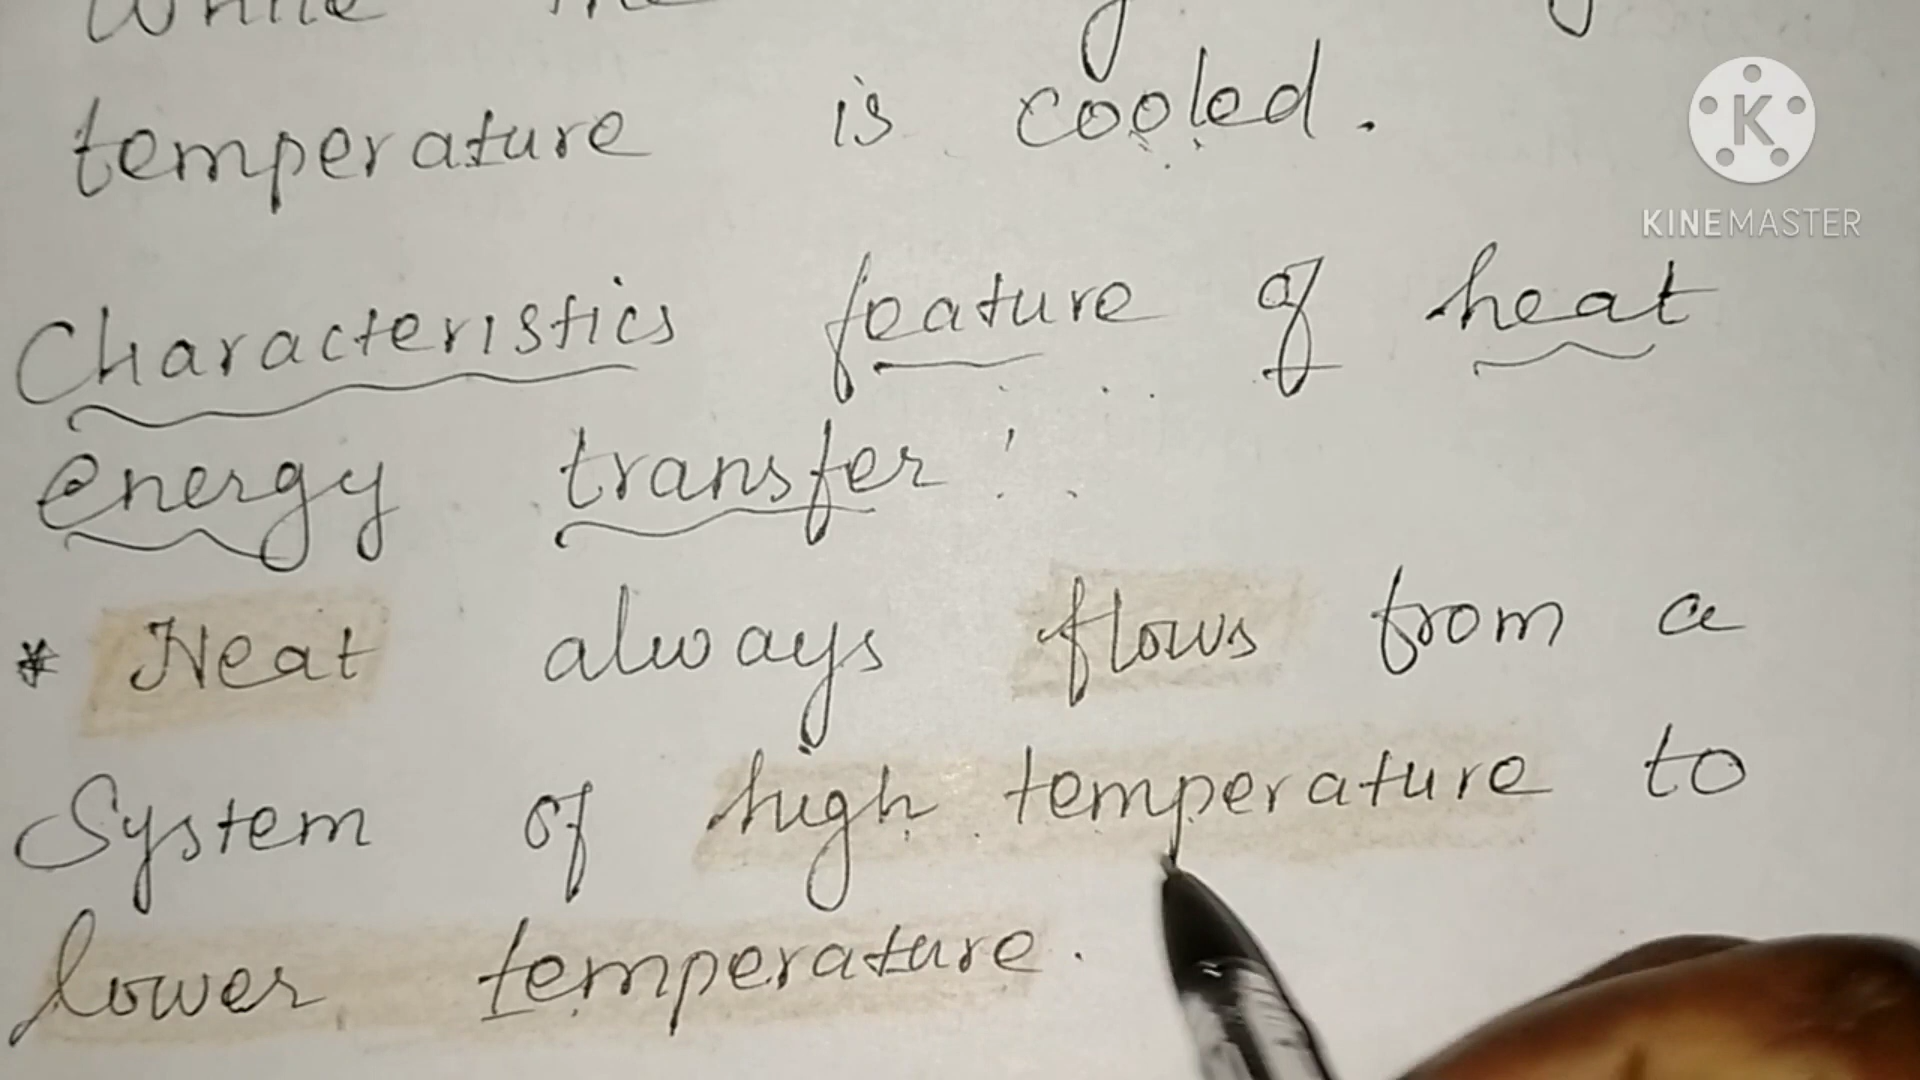 temperature is cooled.
Characteristics feature of heat
energy transfer:
* Heat always flows from a
System of high temperature to
lower temperature.
K
KINEMASTER